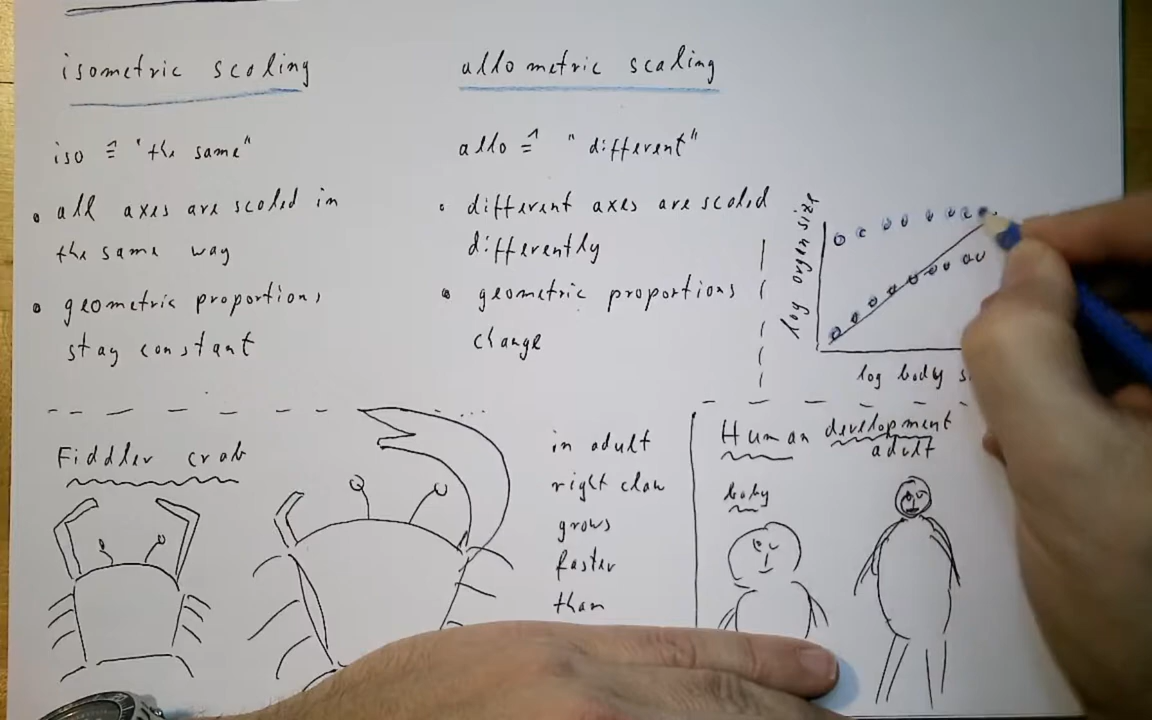 isometric scaling
iso ≙ "the same"
• all axes are scaled in
the same way
• geometric proportions
stay constant
allometric scaling
allo ≙ "different"
• different axes are scaled
differently
• geometric proportions
change
log organ size
log body s
Fiddler crab
in adult
right claw
grows
faster
than
Human development
adult
baby